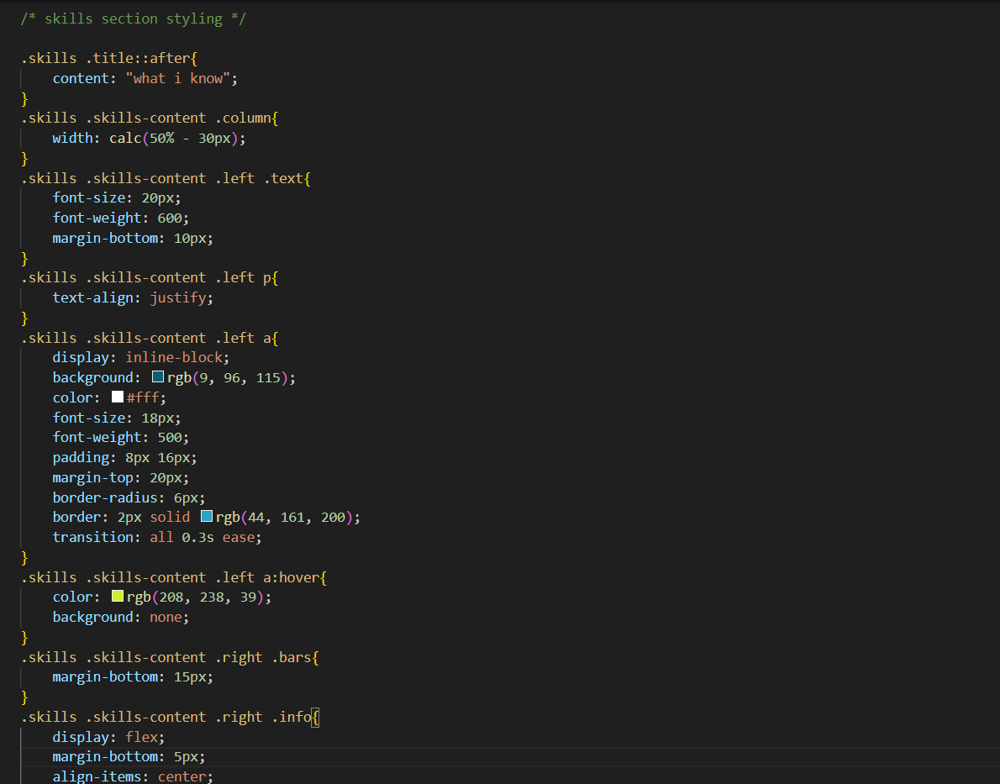 /* skills section styling */

.skills .title::after{
    content: "what i know";
}
.skills .skills-content .column{
    width: calc(50% - 30px);
}
.skills .skills-content .left .text{
    font-size: 20px;
    font-weight: 600;
    margin-bottom: 10px;
}
.skills .skills-content .left p{
    text-align: justify;
}
.skills .skills-content .left a{
    display: inline-block;
    background: rgb(9, 96, 115);
    color: #fff;
    font-size: 18px;
    font-weight: 500;
    padding: 8px 16px;
    margin-top: 20px;
    border-radius: 6px;
    border: 2px solid rgb(44, 161, 200);
    transition: all 0.3s ease;
}
.skills .skills-content .left a:hover{
    color: rgb(208, 238, 39);
    background: none;
}
.skills .skills-content .right .bars{
    margin-bottom: 15px;
}
.skills .skills-content .right .info{
    display: flex;
    margin-bottom: 5px;
    align-items: center;